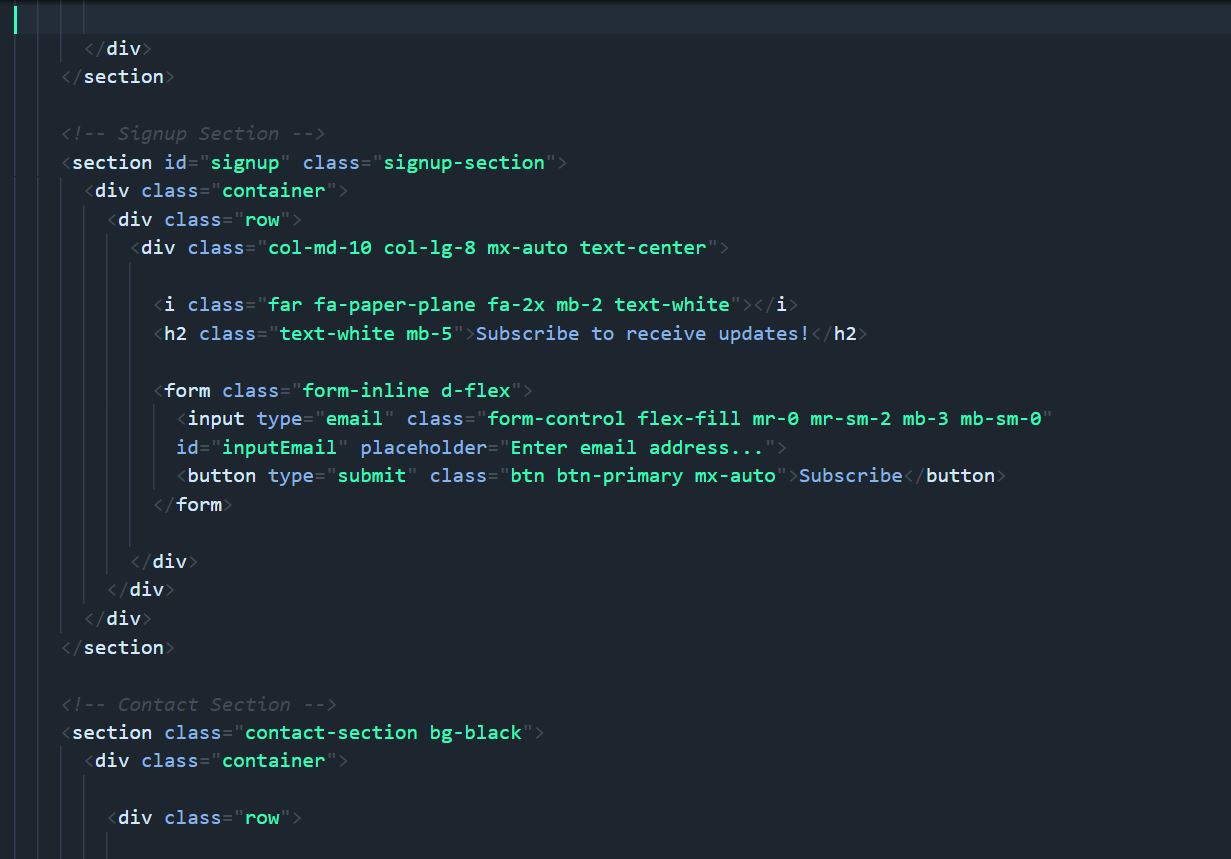 </div>
</section>
<!-- Signup Section -->
<section id="signup" class="signup-section">
<div class="container">
<div class="row">
<div class="col-md-10 col-lg-8 mx-auto text-center">
<i class="far fa-paper-plane fa-2x mb-2 text-white"></i>
<h2 class="text-white mb-5">Subscribe to receive updates!</h2>
<form class="form-inline d-flex">
<input type="email" class="form-control flex-fill mr-0 mr-sm-2 mb-3 mb-sm-0"
id="inputEmail" placeholder="Enter email address...">
<button type="submit" class="btn btn-primary mx-auto">Subscribe</button>
</form>
</div>
</div>
</div>
</section>
<!-- Contact Section -->
<section class="contact-section bg-black">
<div class="container">
<div class="row">